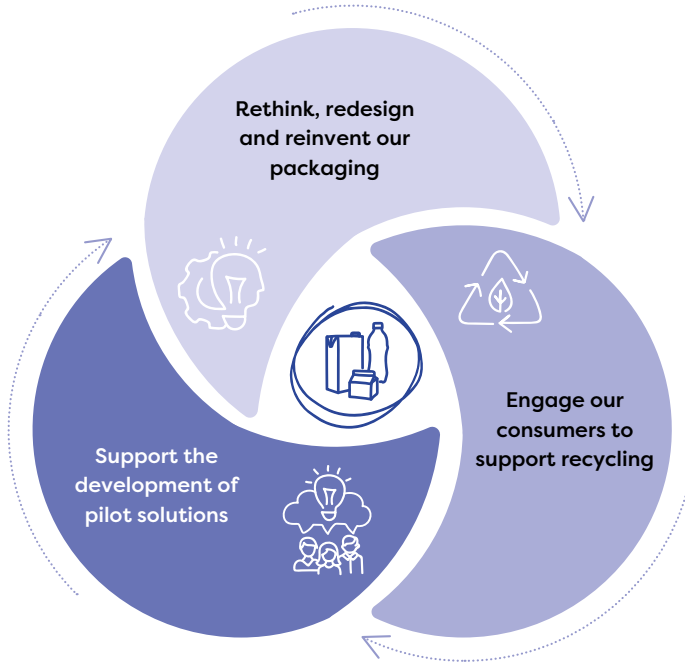 Rethink, redesign
and reinvent our
packaging
Engage our
consumers to
support recycling
Support the
development of
pilot solutions